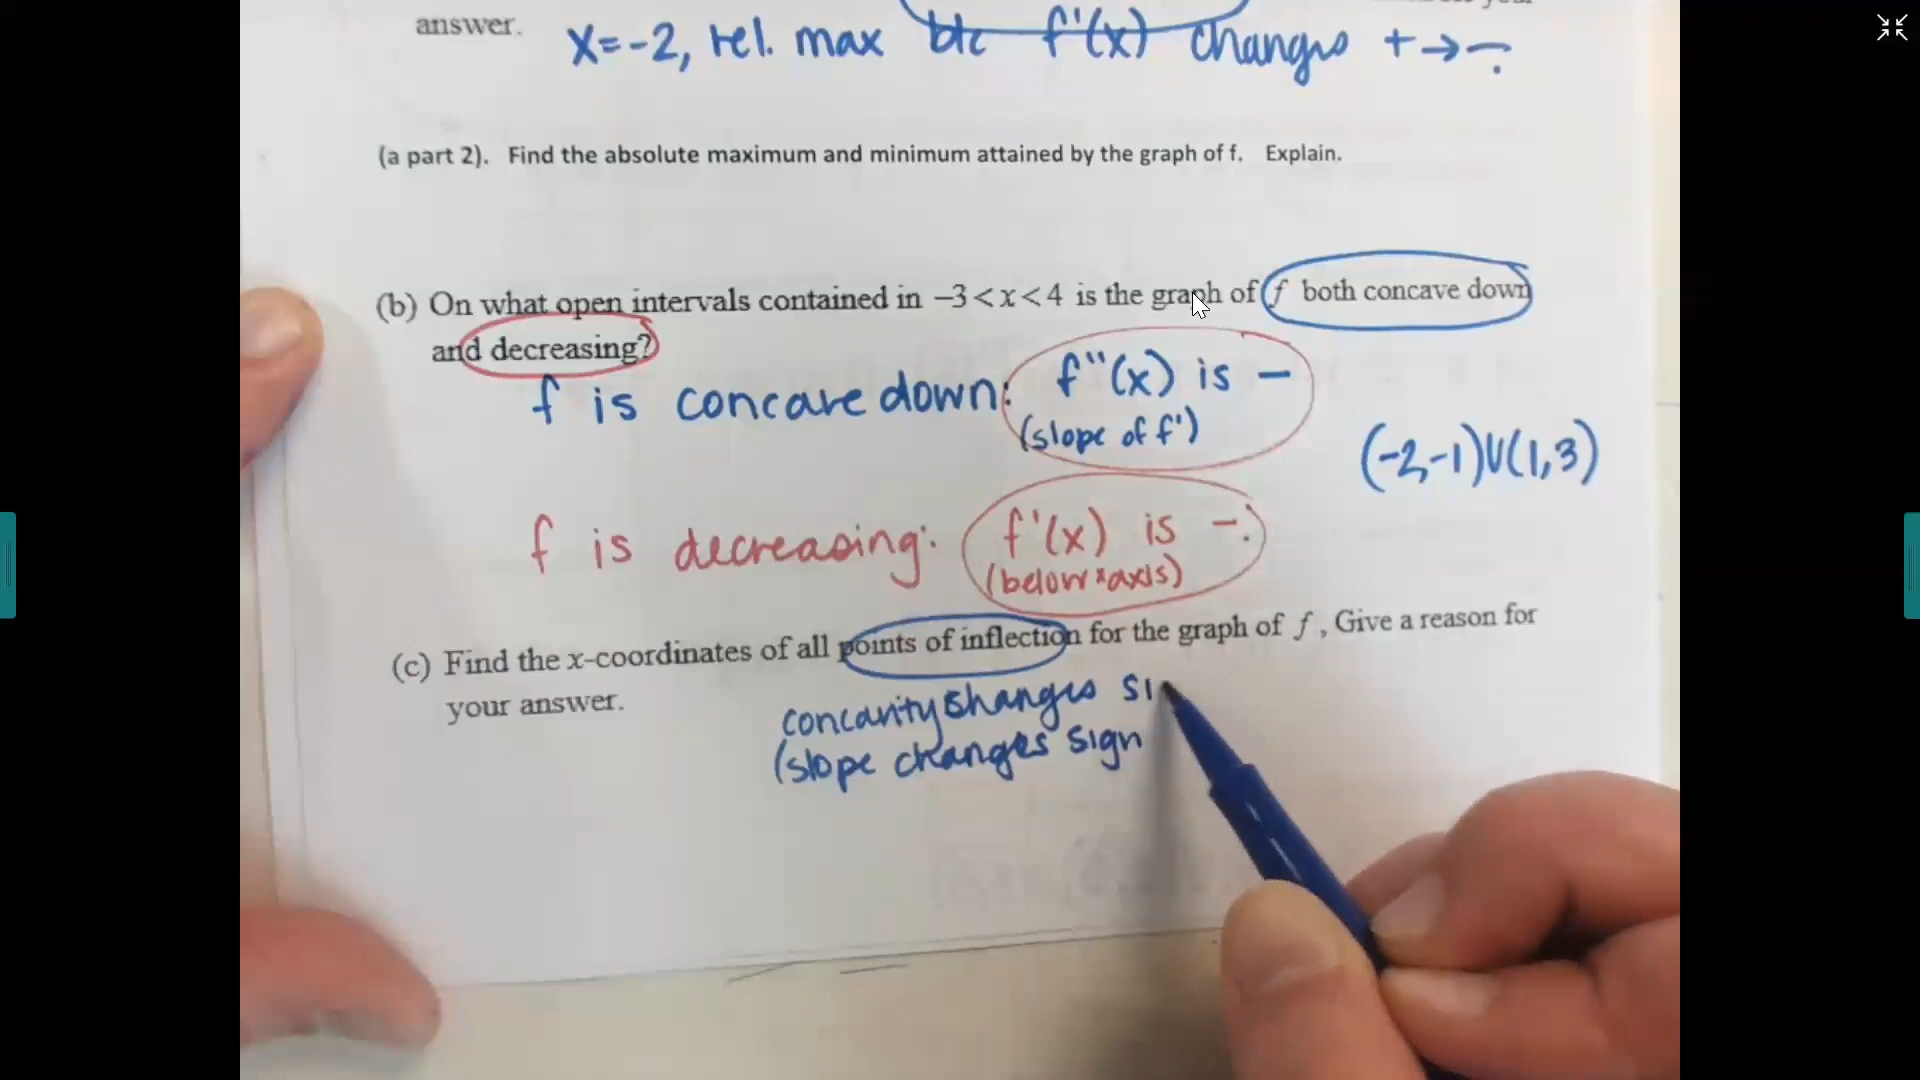 answer.
x=-2, rel. max b/c f'(x) changes + → -.
(a part 2). Find the absolute maximum and minimum attained by the graph of f. Explain.
(b) On what open intervals contained in −3<x<4 is the graph of f both concave down
and decreasing?
f is concave down: f''(x) is −
(slope of f')
(-2,-1)U(1,3)
f is decreasing: f'(x) is −.
(below x axis)
(c) Find the x-coordinates of all points of inflection for the graph of f, Give a reason for
your answer.
concavity changes si
(slope changes sign